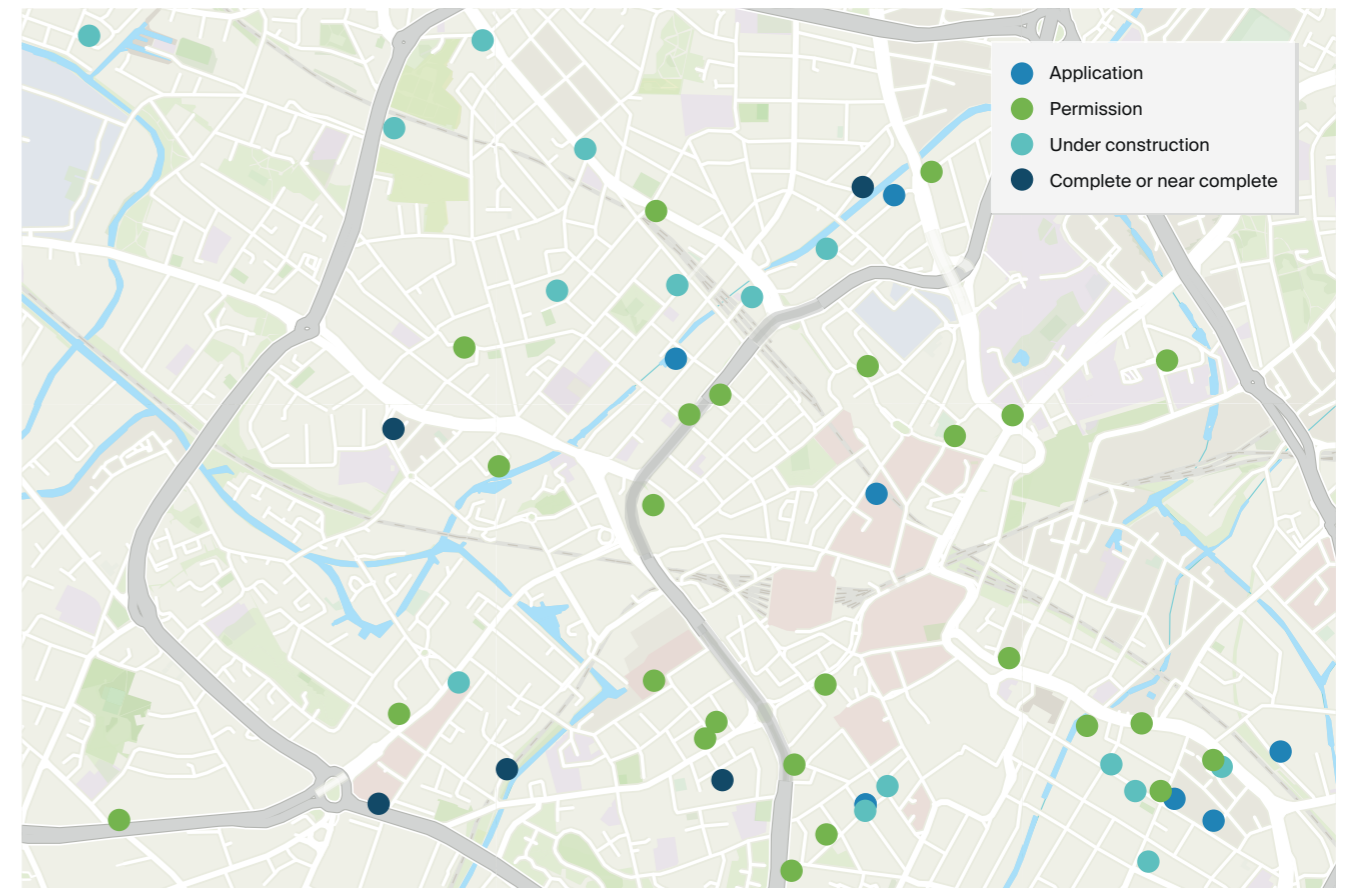 Application
Permission
Under construction
Complete or near complete